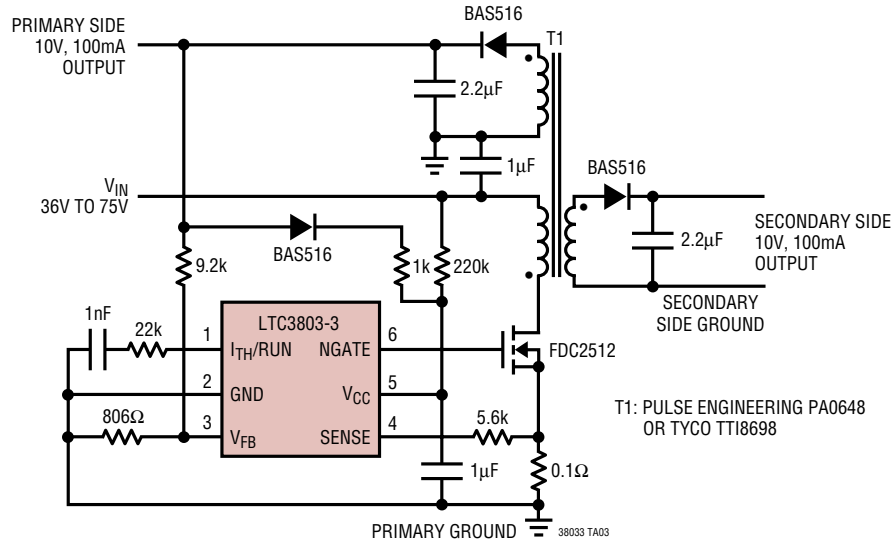 PRIMARY SIDE
10V, 100mA
OUTPUT
BAS516
T1
2.2µF
1µF
BAS516
V_IN
36V TO 75V
BAS516
2.2µF
SECONDARY SIDE
10V, 100mA
OUTPUT
9.2k
1k
220k
SECONDARY
SIDE GROUND
1nF
22k
1
LTC3803-3
I_TH/RUN
NGATE
6
FDC2512
2
GND
V_CC
5
806Ω
3
V_FB
SENSE
4
5.6k
T1: PULSE ENGINEERING PA0648
OR TYCO TTI8698
1µF
0.1Ω
PRIMARY GROUND
38033 TA03